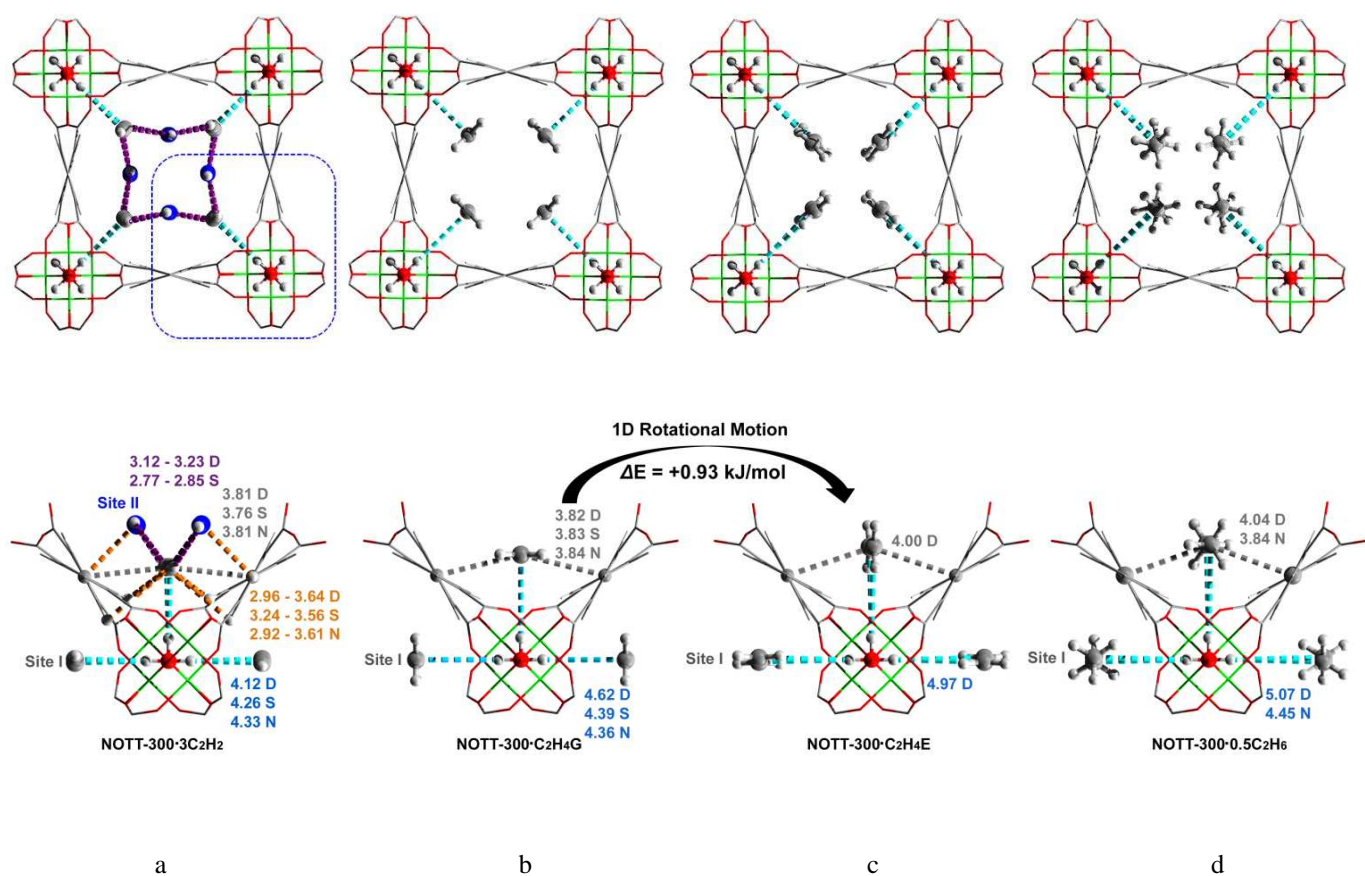 1D Rotational Motion
ΔE = +0.93 kJ/mol
3.12 - 3.23 D
2.77 - 2.85 S
Site II
3.81 D
3.76 S
3.81 N
2.96 - 3.64 D
3.24 - 3.56 S
2.92 - 3.61 N
Site I
4.12 D
4.26 S
4.33 N
NOTT-300·3C2H2
3.82 D
3.83 S
3.84 N
Site I
4.62 D
4.39 S
4.36 N
NOTT-300·C2H4G
4.00 D
Site I
4.97 D
NOTT-300·C2H4E
4.04 D
3.84 N
Site I
5.07 D
4.45 N
NOTT-300·0.5C2H6
a
b
c
d